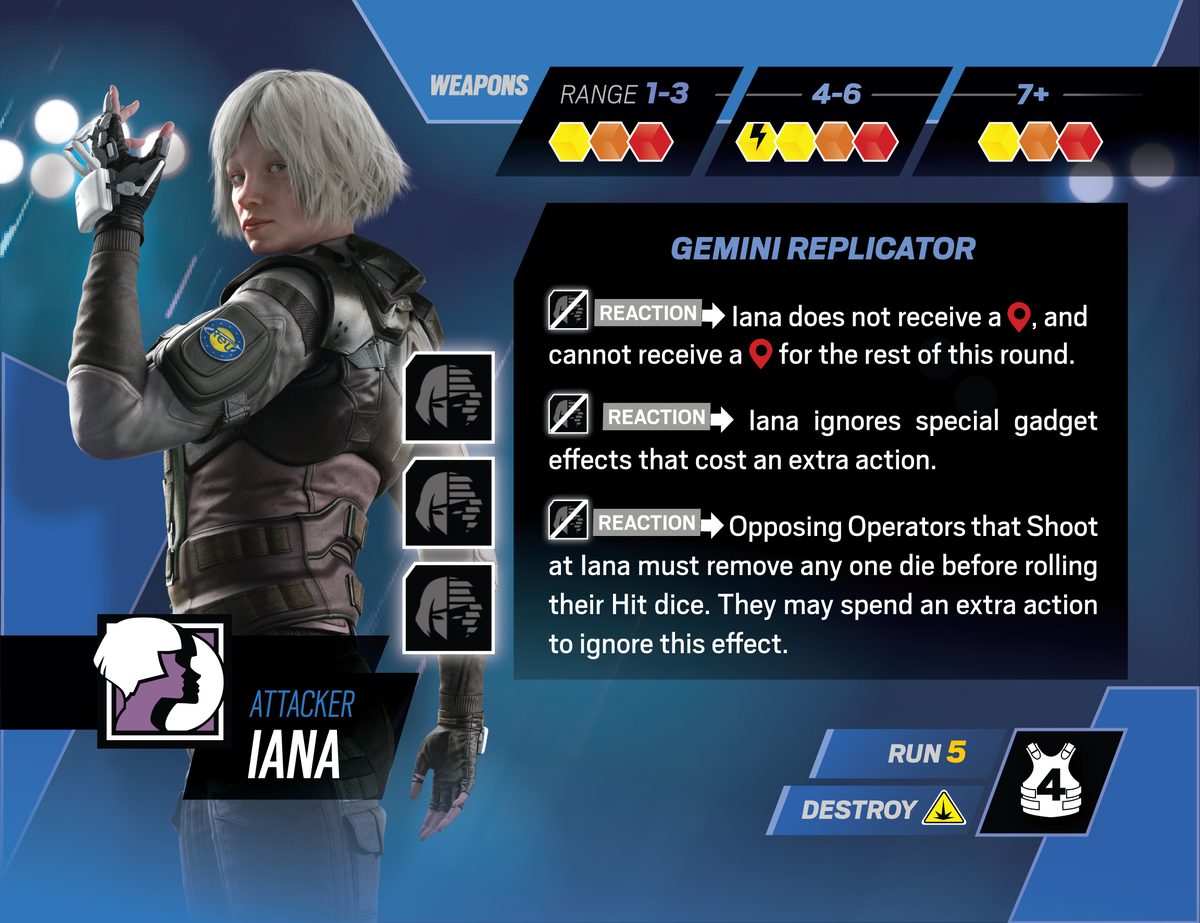 WEAPONS
RANGE 1-3
4-6
7+
GEMINI REPLICATOR
REACTION Iana does not receive a , and
cannot receive a for the rest of this round.
REACTION Iana ignores special gadget
effects that cost an extra action.
REACTION Opposing Operators that Shoot
at Iana must remove any one die before rolling
their Hit dice. They may spend an extra action
to ignore this effect.
ATTACKER
IANA
RUN 5
DESTROY
4